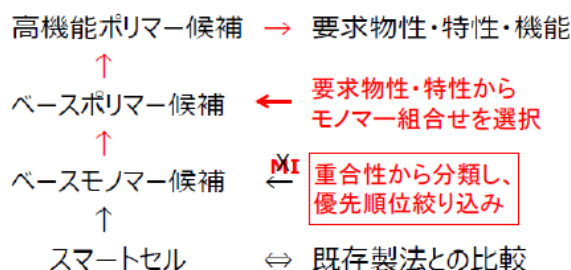 高機能ポリマー候補 → 要求物性・特性・機能
↑
ベースポリマー候補 ← 要求物性・特性から
モノマー組合せを選択
↑
MI
ベースモノマー候補 ← 重合性から分類し、
優先順位絞り込み
↑
スマートセル ⇔ 既存製法との比較